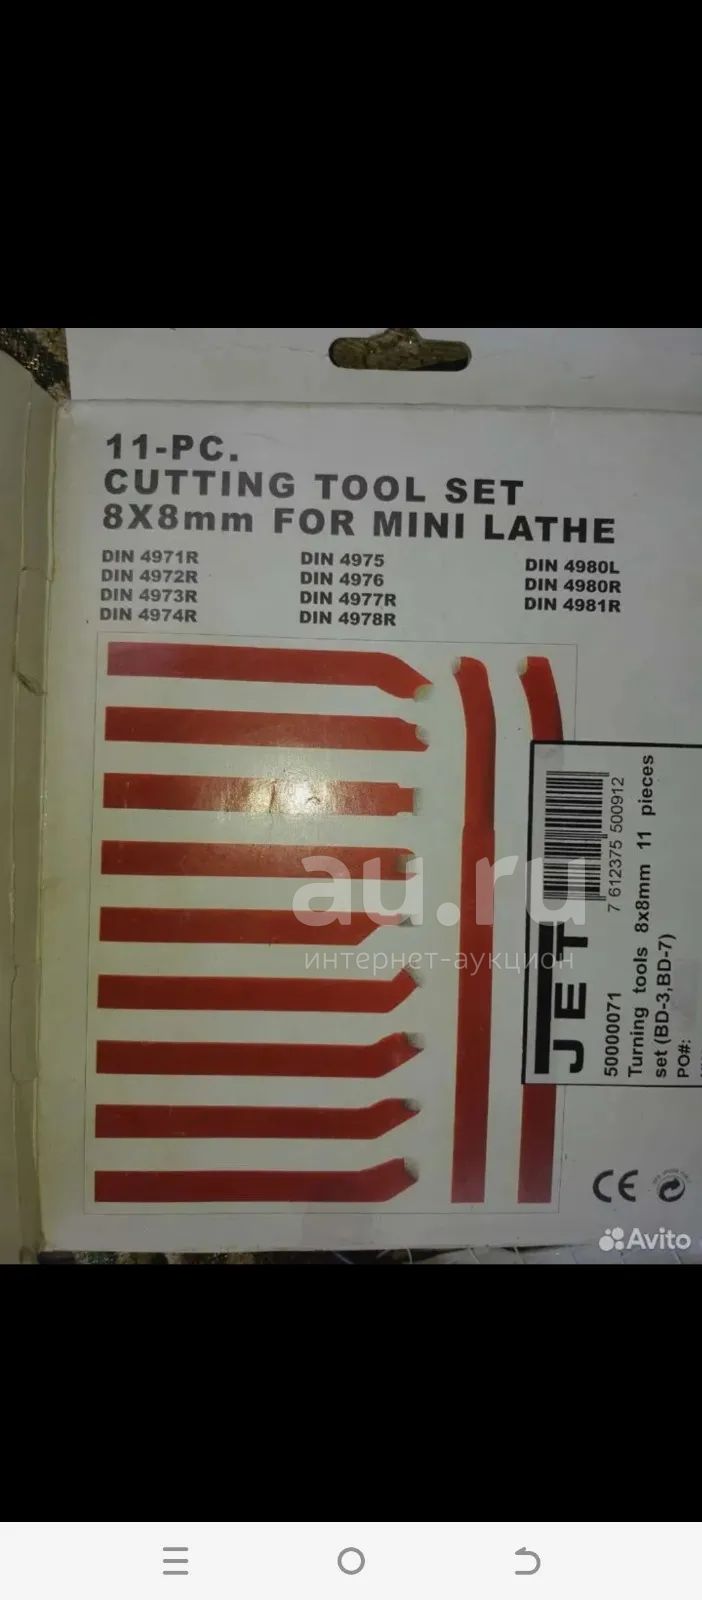 11-PC.
CUTTING TOOL SET
8X8mm FOR MINI LATHE
DIN 4971R
DIN 4972R
DIN 4973R
DIN 4974R
DIN 4975
DIN 4976
DIN 4977R
DIN 4978R
DIN 4980L
DIN 4980R
DIN 4981R
au.ru
интернет-аукцион
7 612375 500912
JET
50000071
Turning tools 8x8mm 11 pieces
set (BD-3,BD-7)
PO#:
CE
Avito